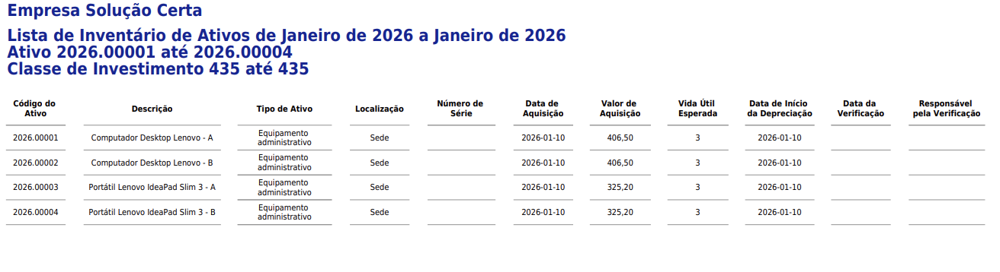 Empresa Solução Certa
Lista de Inventário de Ativos de Janeiro de 2026 a Janeiro de 2026
Ativo 2026.00001 até 2026.00004
Classe de Investimento 435 até 435
Código do Ativo Descrição Tipo de Ativo Localização Número de Série Data de Aquisição Valor de Aquisição Vida Útil Esperada Data de Início da Depreciação Data da Verificação Responsável pela Verificação
2026.00001 Computador Desktop Lenovo - A Equipamento administrativo Sede 2026-01-10 406,50 3 2026-01-10
2026.00002 Computador Desktop Lenovo - B Equipamento administrativo Sede 2026-01-10 406,50 3 2026-01-10
2026.00003 Portátil Lenovo IdeaPad Slim 3 - A Equipamento administrativo Sede 2026-01-10 325,20 3 2026-01-10
2026.00004 Portátil Lenovo IdeaPad Slim 3 - B Equipamento administrativo Sede 2026-01-10 325,20 3 2026-01-10